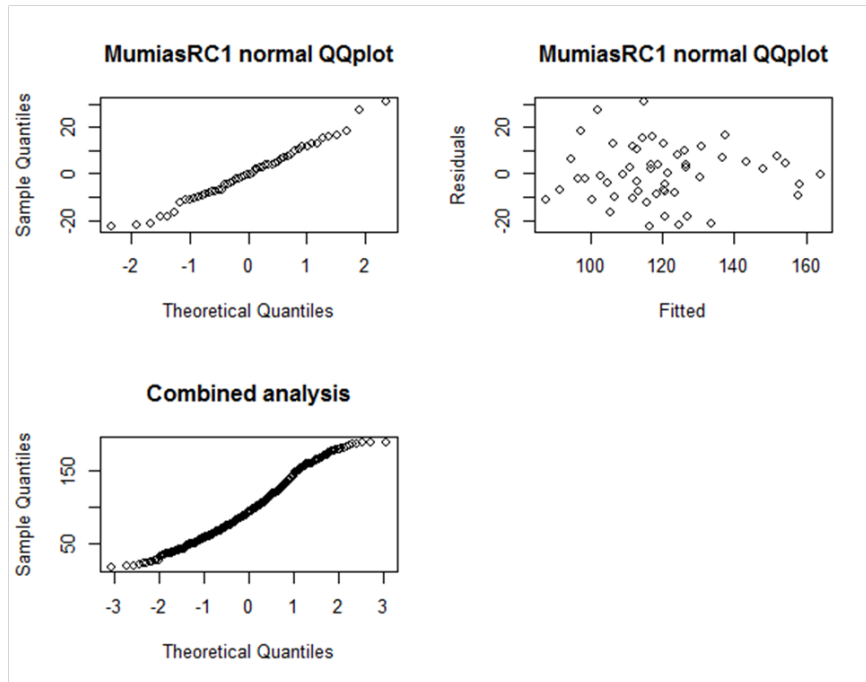 MumiasRC1 normal QQplot
Sample Quantiles
20
0
-20
-2 -1 0 1 2
Theoretical Quantiles
MumiasRC1 normal QQplot
Residuals
20
0
-20
100 120 140 160
Fitted
Combined analysis
Sample Quantiles
150
50
-3 -2 -1 0 1 2 3
Theoretical Quantiles